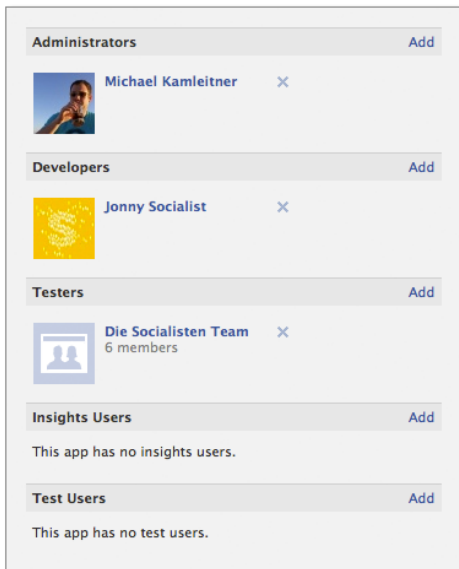 Administrators Add
Michael Kamleitner
Developers Add
Jonny Socialist
Testers Add
Die Socialisten Team
6 members
Insights Users Add
This app has no insights users.
Test Users Add
This app has no test users.